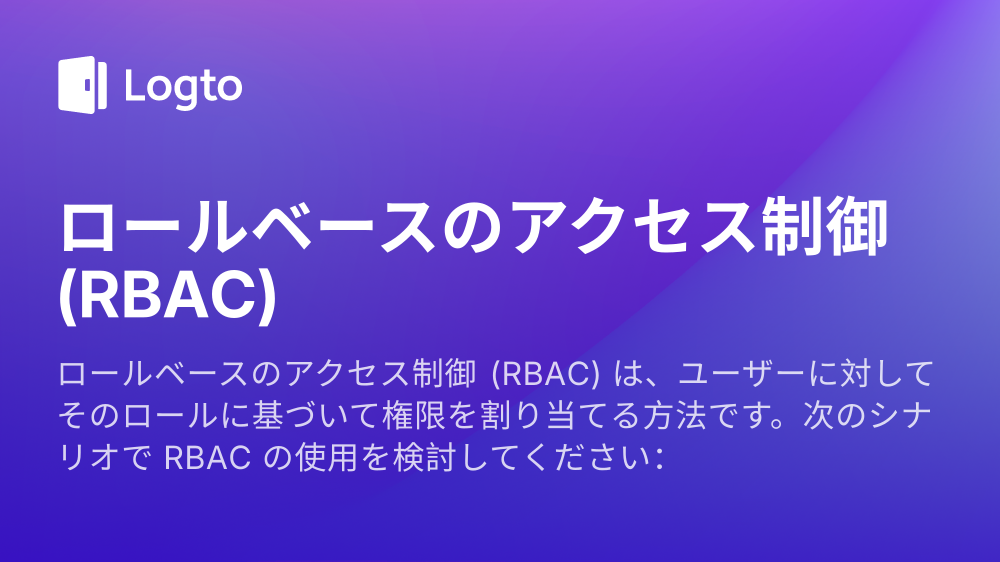 Logto
ロールベースのアクセス制御
(RBAC)
ロールベースのアクセス制御 (RBAC) は、ユーザーに対して
そのロールに基づいて権限を割り当てる方法です。次のシナ
リオで RBAC の使用を検討してください：